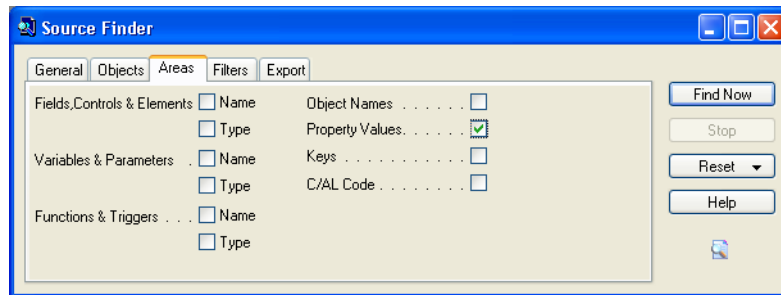 Source Finder
General Objects Areas Filters Export
Fields,Controls & Elements Name
Type
Variables & Parameters . Name
Type
Functions & Triggers . . . . Name
Type
Object Names . . . . . .
Property Values. . . . . .
Keys . . . . . . . . . . .
C/AL Code . . . . . . . .
Find Now
Stop
Reset
Help